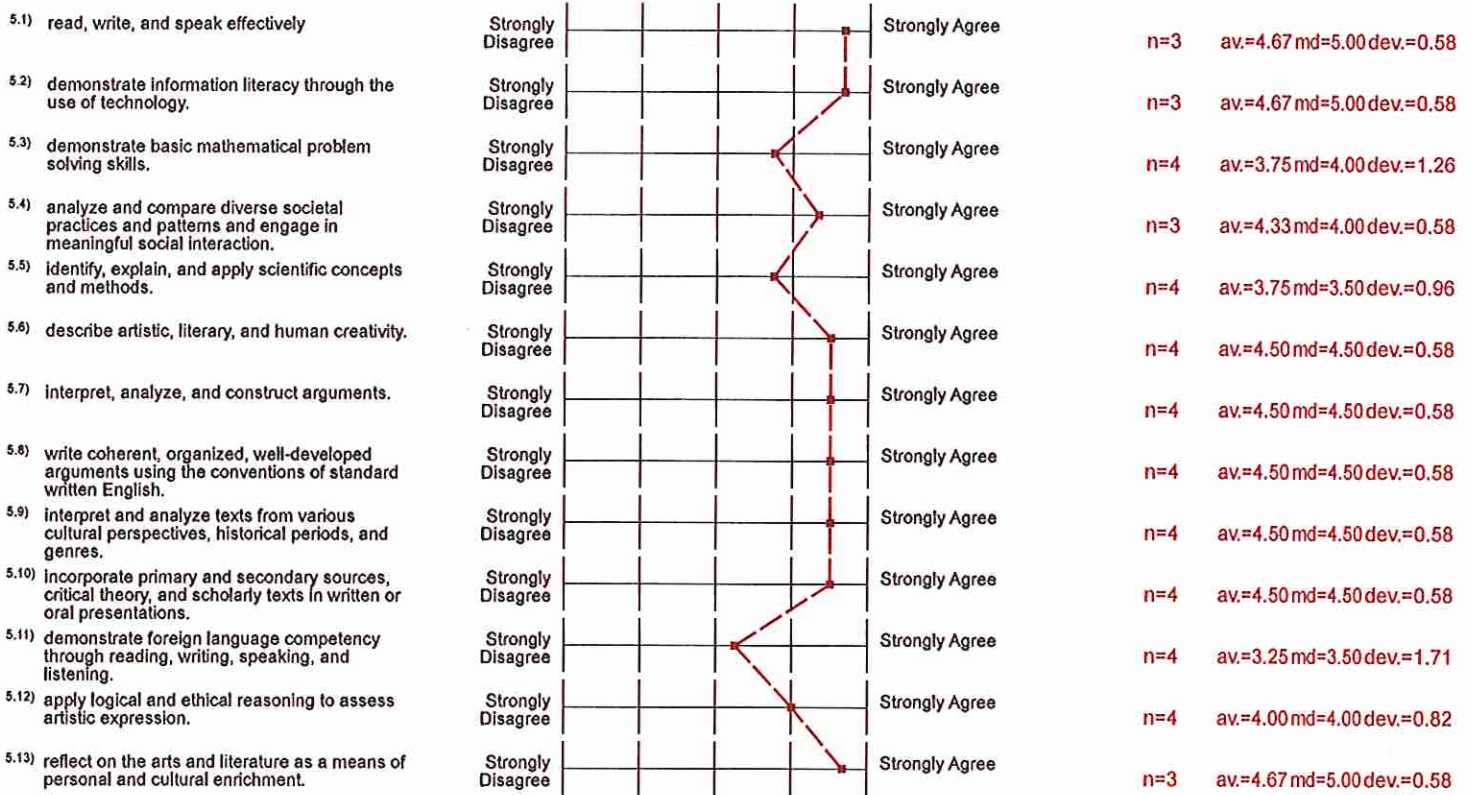 5.1) read, write, and speak effectively Strongly Disagree Strongly Agree n=3 av.=4.67 md=5.00 dev.=0.58
5.2) demonstrate information literacy through the
use of technology. Strongly Disagree Strongly Agree n=3 av.=4.67 md=5.00 dev.=0.58
5.3) demonstrate basic mathematical problem
solving skills. Strongly Disagree Strongly Agree n=4 av.=3.75 md=4.00 dev.=1.26
5.4) analyze and compare diverse societal
practices and patterns and engage in
meaningful social interaction. Strongly Disagree Strongly Agree n=3 av.=4.33 md=4.00 dev.=0.58
5.5) identify, explain, and apply scientific concepts
and methods. Strongly Disagree Strongly Agree n=4 av.=3.75 md=3.50 dev.=0.96
5.6) describe artistic, literary, and human creativity. Strongly Disagree Strongly Agree n=4 av.=4.50 md=4.50 dev.=0.58
5.7) interpret, analyze, and construct arguments. Strongly Disagree Strongly Agree n=4 av.=4.50 md=4.50 dev.=0.58
5.8) write coherent, organized, well-developed
arguments using the conventions of standard
written English. Strongly Disagree Strongly Agree n=4 av.=4.50 md=4.50 dev.=0.58
5.9) interpret and analyze texts from various
cultural perspectives, historical periods, and
genres. Strongly Disagree Strongly Agree n=4 av.=4.50 md=4.50 dev.=0.58
5.10) incorporate primary and secondary sources,
critical theory, and scholarly texts in written or
oral presentations. Strongly Disagree Strongly Agree n=4 av.=4.50 md=4.50 dev.=0.58
5.11) demonstrate foreign language competency
through reading, writing, speaking, and
listening. Strongly Disagree Strongly Agree n=4 av.=3.25 md=3.50 dev.=1.71
5.12) apply logical and ethical reasoning to assess
artistic expression. Strongly Disagree Strongly Agree n=4 av.=4.00 md=4.00 dev.=0.82
5.13) reflect on the arts and literature as a means of
personal and cultural enrichment. Strongly Disagree Strongly Agree n=3 av.=4.67 md=5.00 dev.=0.58